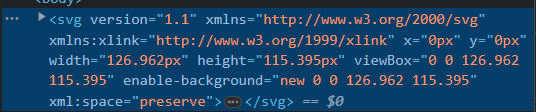 <body>
<svg version="1.1" xmlns="http://www.w3.org/2000/svg"
xmlns:xlink="http://www.w3.org/1999/xlink" x="0px" y="0px"
width="126.962px" height="115.395px" viewBox="0 0 126.962
115.395" enable-background="new 0 0 126.962 115.395"
xml:space="preserve">⋯</svg> == $0